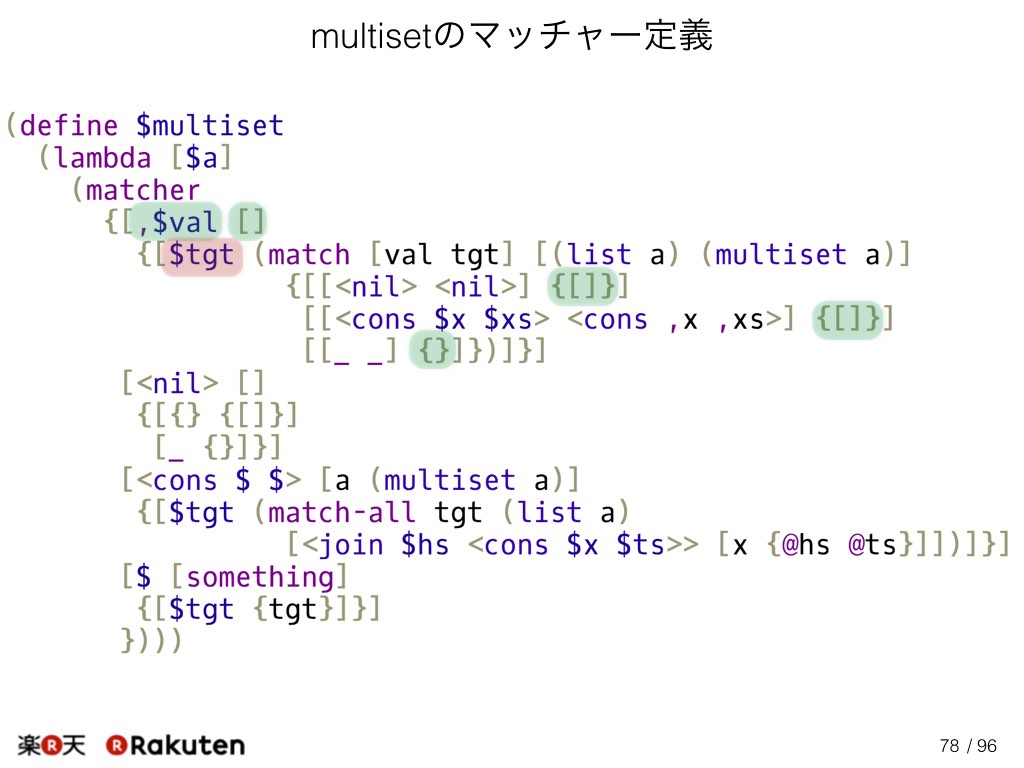 multisetのマッチャー定義
(define $multiset
(lambda [$a]
(matcher
{[,$val []
{[$tgt (match [val tgt] [(list a) (multiset a)]
{[[<nil> <nil>] {[]}]
[[<cons $x $xs> <cons ,x ,xs>] {[]}]
[[_ _] {}]})]}]
[<nil> []
{[{} {[]}]
[_ {}]}]
[<cons $ $> [a (multiset a)]
{[$tgt (match-all tgt (list a)
[<join $hs <cons $x $ts>> [x {@hs @ts}]])]}]
[$ [something]
{[$tgt {tgt}]}]
})))
楽R天 R Rakuten
78 / 96